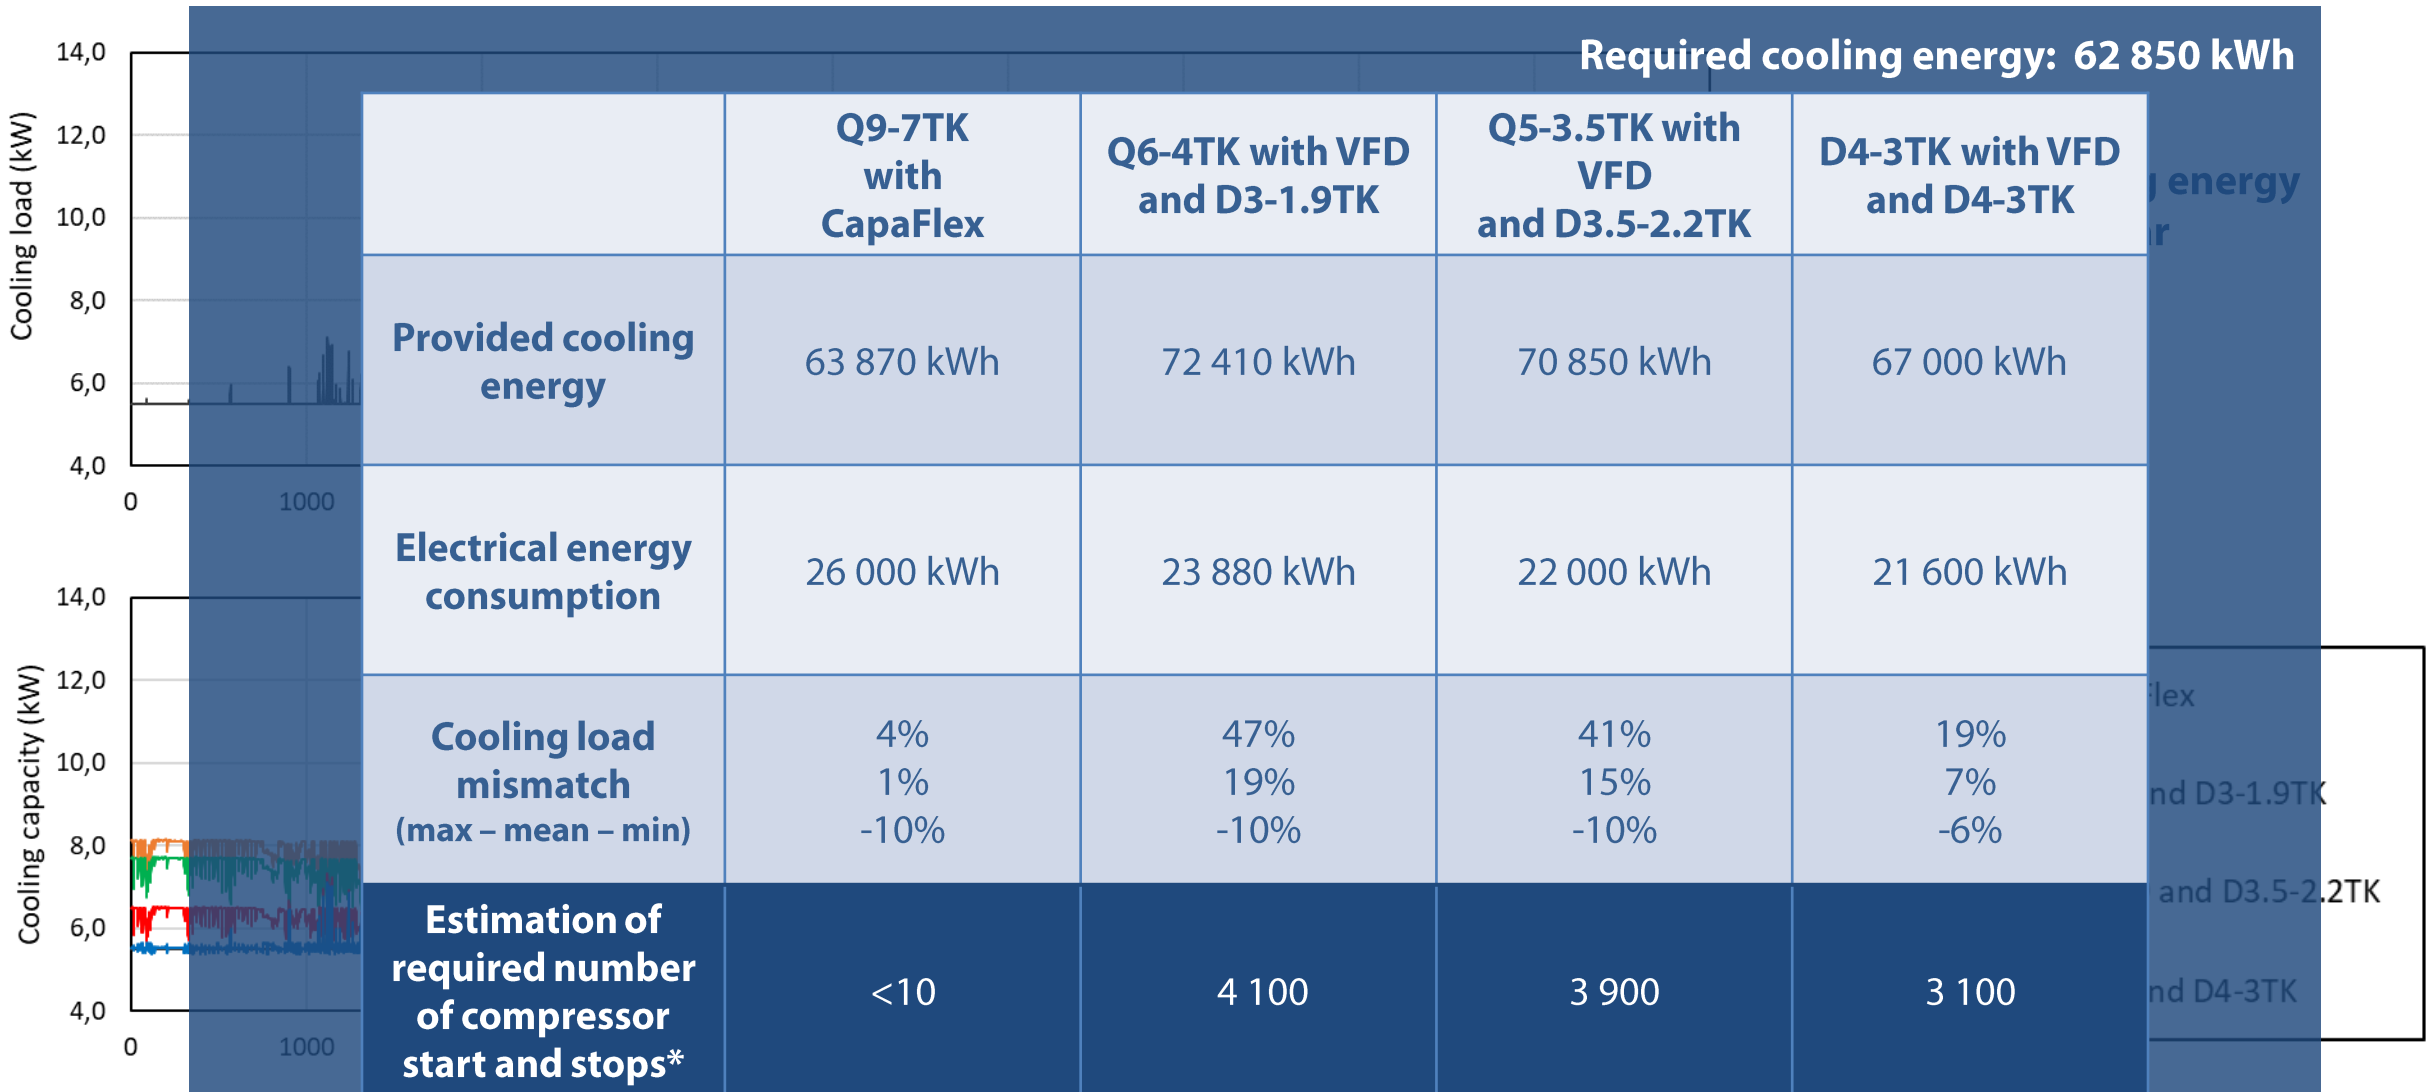 Required cooling energy: 62 850 kWh
14,0
12,0
10,0
8,0
6,0
4,0
Cooling load (kW)
0
1000
energy
Q9-7TK
with
CapaFlex
Q6-4TK with VFD
and D3-1.9TK
Q5-3.5TK with
VFD
and D3.5-2.2TK
D4-3TK with VFD
and D4-3TK
Provided cooling
energy
63 870 kWh
72 410 kWh
70 850 kWh
67 000 kWh
Electrical energy
consumption
26 000 kWh
23 880 kWh
22 000 kWh
21 600 kWh
Cooling load
mismatch
(max – mean – min)
4%
1%
-10%
47%
19%
-10%
41%
15%
-10%
19%
7%
-6%
Estimation of
required number
of compressor
start and stops*
<10
4 100
3 900
3 100
14,0
12,0
10,0
8,0
6,0
4,0
Cooling capacity (kW)
0
1000
D3-1.9TK
and D3.5-2.2TK
D4-3TK